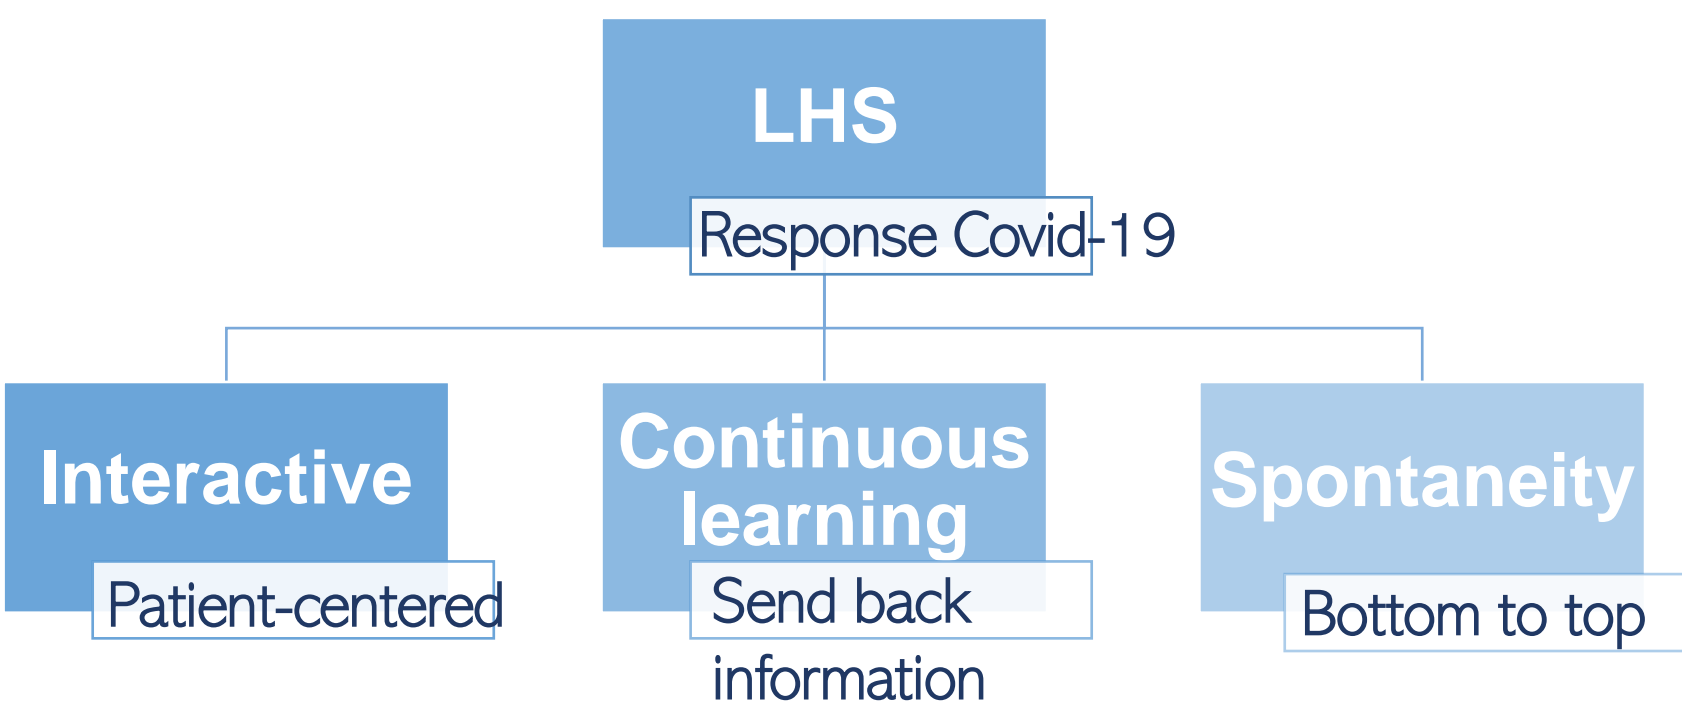 LHS
Response Covid-19
Interactive
Patient-centered
Continuous
learning
Send back
information
Spontaneity
Bottom to top